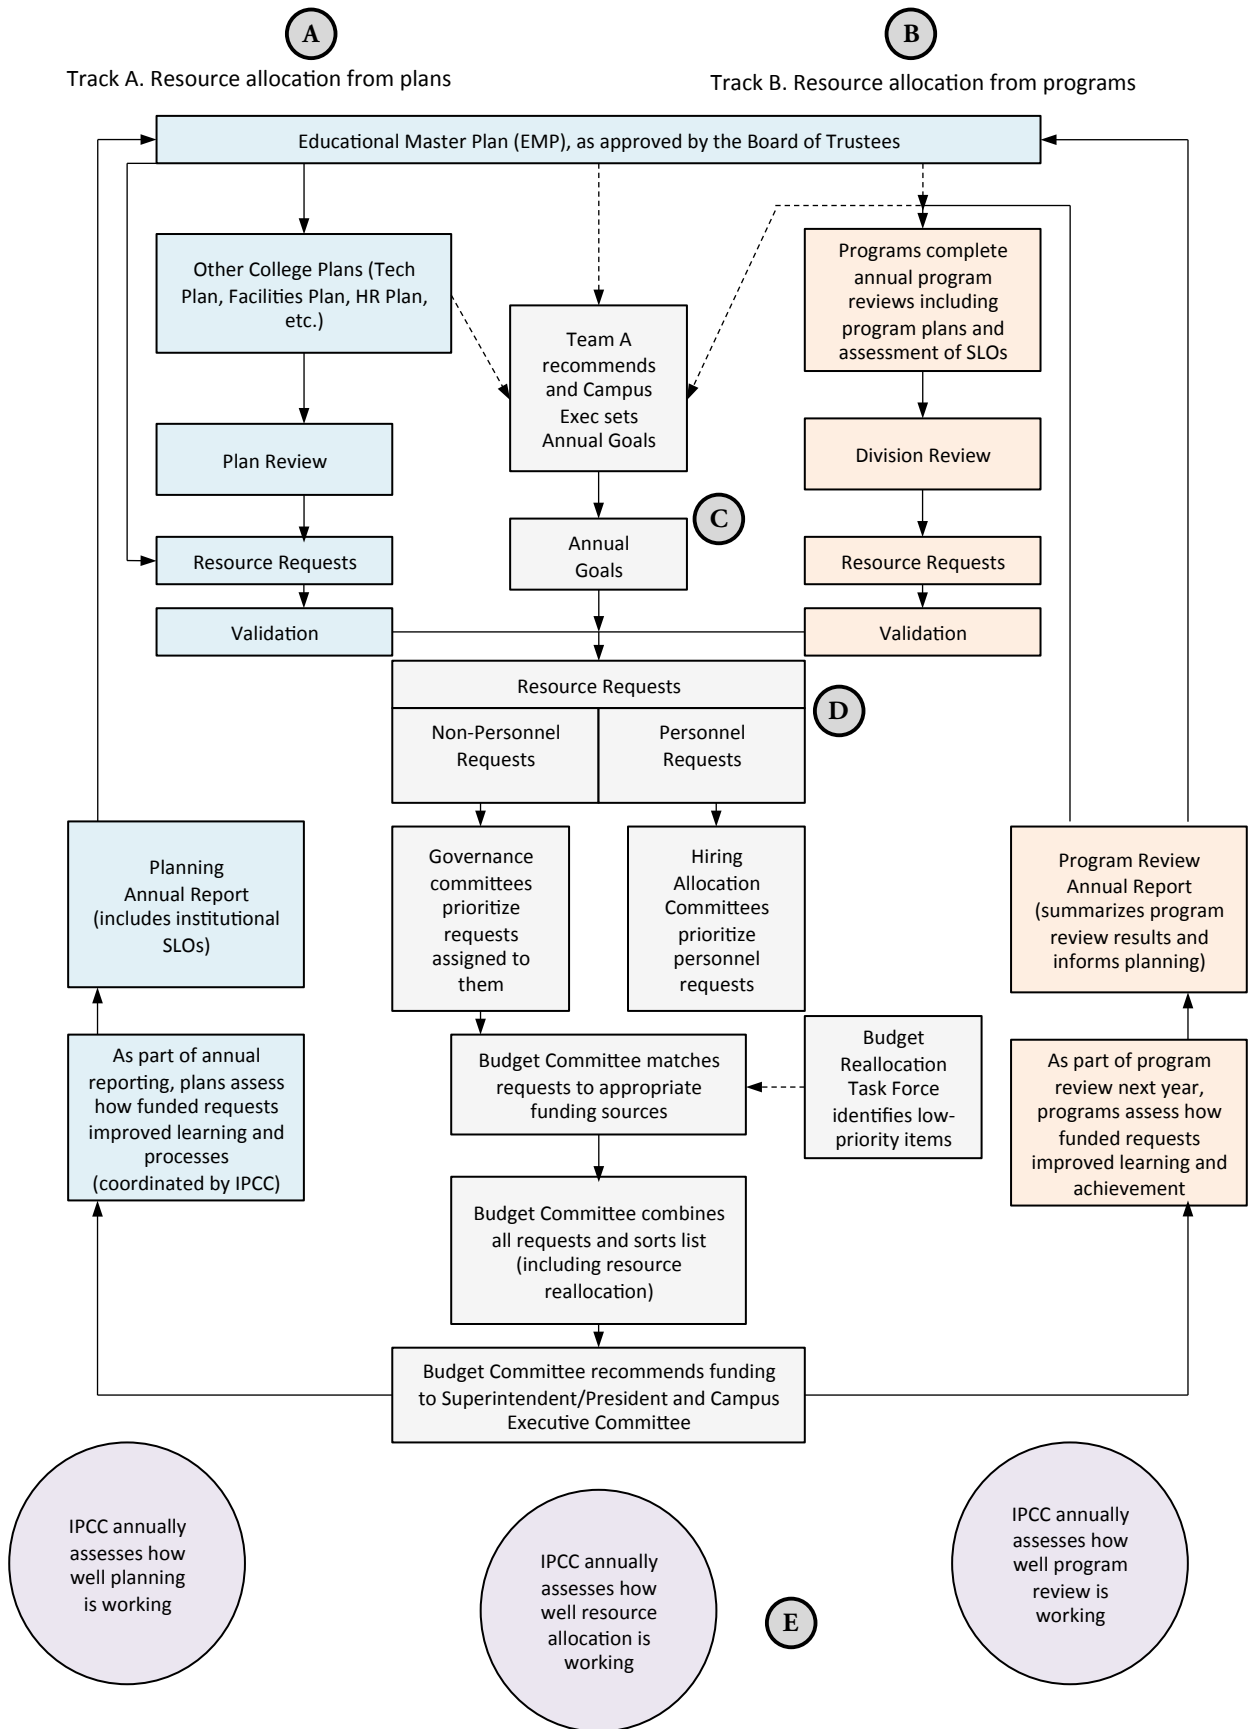 A
B
Track A. Resource allocation from plans
Track B. Resource allocation from programs
Educational Master Plan (EMP), as approved by the Board of Trustees
Other College Plans (Tech
Plan, Facilities Plan, HR Plan,
etc.)
Team A
recommends
and Campus
Exec sets
Annual Goals
Programs complete
annual program
reviews including
program plans and
assessment of SLOs
Plan Review
Division Review
C
Annual
Goals
Resource Requests
Resource Requests
Validation
Validation
Resource Requests
D
Non-Personnel
Requests
Personnel
Requests
Planning
Annual Report
(includes institutional
SLOs)
Governance
committees
prioritize
requests
assigned to
them
Hiring
Allocation
Committees
prioritize
personnel
requests
Program Review
Annual Report
(summarizes program
review results and
informs planning)
As part of annual
reporting, plans assess
how funded requests
improved learning and
processes
(coordinated by IPCC)
Budget Committee matches
requests to appropriate
funding sources
Budget
Reallocation
Task Force
identifies low-
priority items
As part of program
review next year,
programs assess how
funded requests
improved learning and
achievement
Budget Committee combines
all requests and sorts list
(including resource
reallocation)
Budget Committee recommends funding
to Superintendent/President and Campus
Executive Committee
IPCC annually
assesses how
well planning
is working
IPCC annually
assesses how
well resource
allocation is
working
E
IPCC annually
assesses how
well program
review is
working